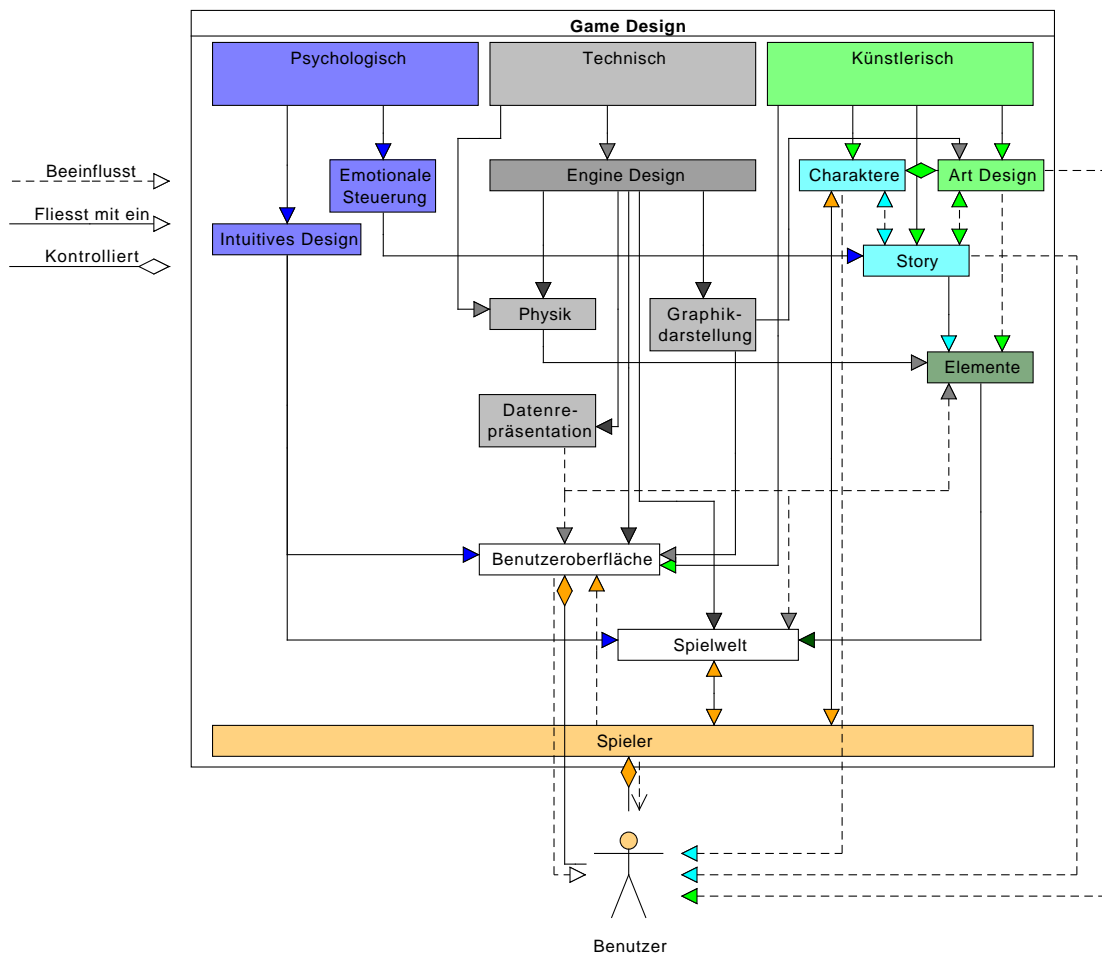 Game Design
Psychologisch
Technisch
Künstlerisch
Beeinflusst
Fliesst mit ein
Kontrolliert
Emotionale
Steuerung
Engine Design
Charaktere
Art Design
Intuitives Design
Story
Physik
Graphik-
darstellung
Elemente
Datenre-
präsentation
Benutzeroberfläche
Spielwelt
Spieler
Benutzer